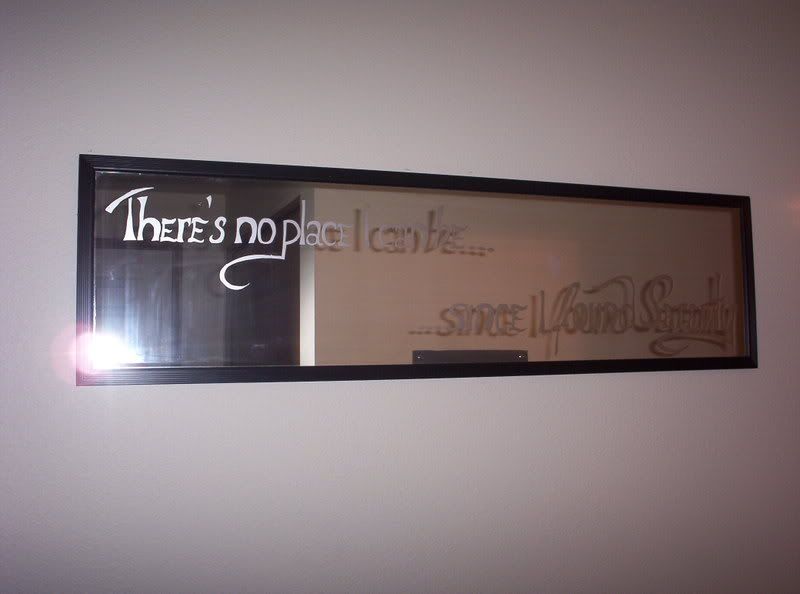 There's no place I can be....
....since I found Serenity